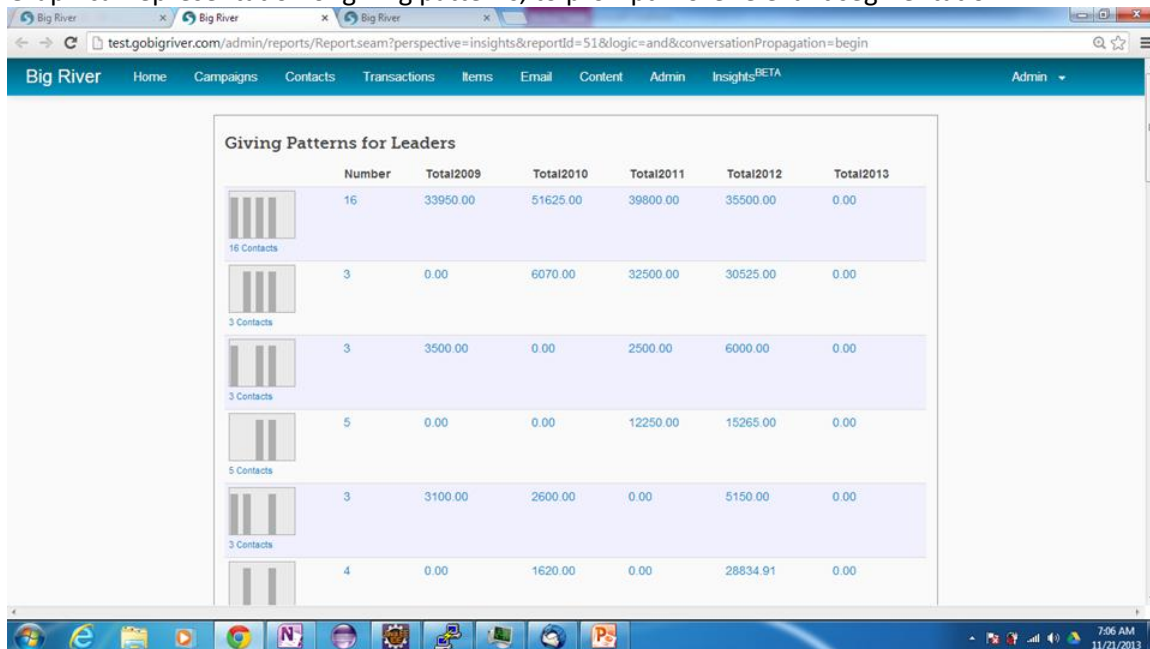 Big River
Big River
Big River
test.gobigriver.com/admin/reports/Report.seam?perspective=insights&reportId=51&logic=and&conversationPropagation=begin
Big River Home Campaigns Contacts Transactions Items Email Content Admin InsightsBETA Admin
Giving Patterns for Leaders
Number Total2009 Total2010 Total2011 Total2012 Total2013
16 33950.00 51625.00 39800.00 35500.00 0.00
16 Contacts
3 0.00 6070.00 32500.00 30525.00 0.00
3 Contacts
3 3500.00 0.00 2500.00 6000.00 0.00
3 Contacts
5 0.00 0.00 12250.00 15265.00 0.00
5 Contacts
3 3100.00 2600.00 0.00 5150.00 0.00
3 Contacts
4 0.00 1620.00 0.00 28834.91 0.00
7:06 AM
11/21/2013